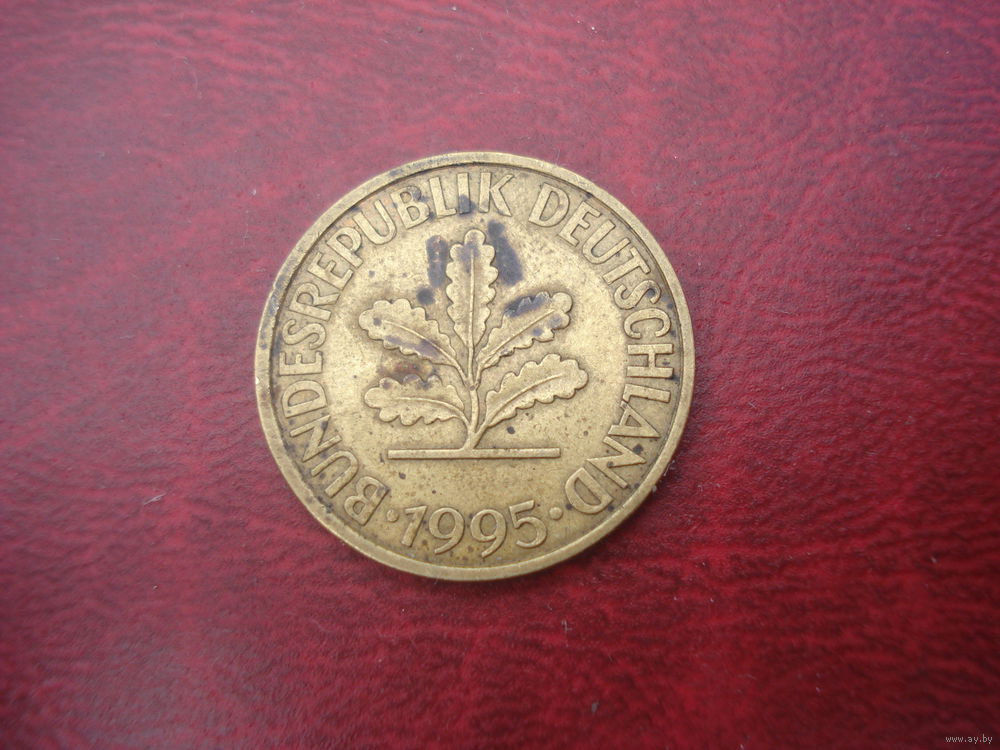 BUNDESREPUBLIK DEUTSCHLAND
· 1995 ·
www.ay.by